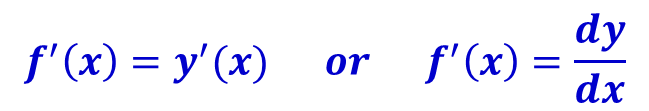 f′(x) = y′(x) or f′(x) = dy/dx